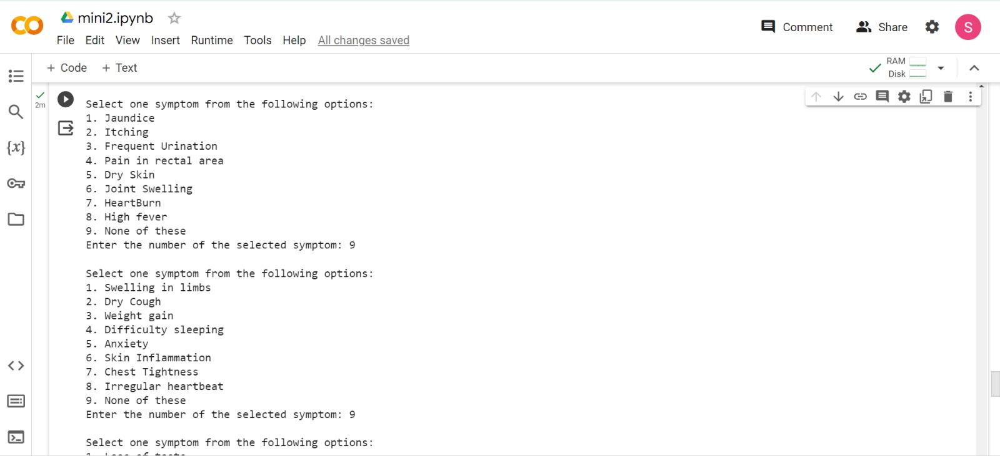 mini2.ipynb
File Edit View Insert Runtime Tools Help All changes saved
Comment Share S
+ Code + Text
RAM
Disk
2m
{x}
Select one symptom from the following options:
1. Jaundice
2. Itching
3. Frequent Urination
4. Pain in rectal area
5. Dry Skin
6. Joint Swelling
7. HeartBurn
8. High fever
9. None of these
Enter the number of the selected symptom: 9
Select one symptom from the following options:
1. Swelling in limbs
2. Dry Cough
3. Weight gain
4. Difficulty sleeping
5. Anxiety
6. Skin Inflammation
7. Chest Tightness
8. Irregular heartbeat
9. None of these
Enter the number of the selected symptom: 9
Select one symptom from the following options: